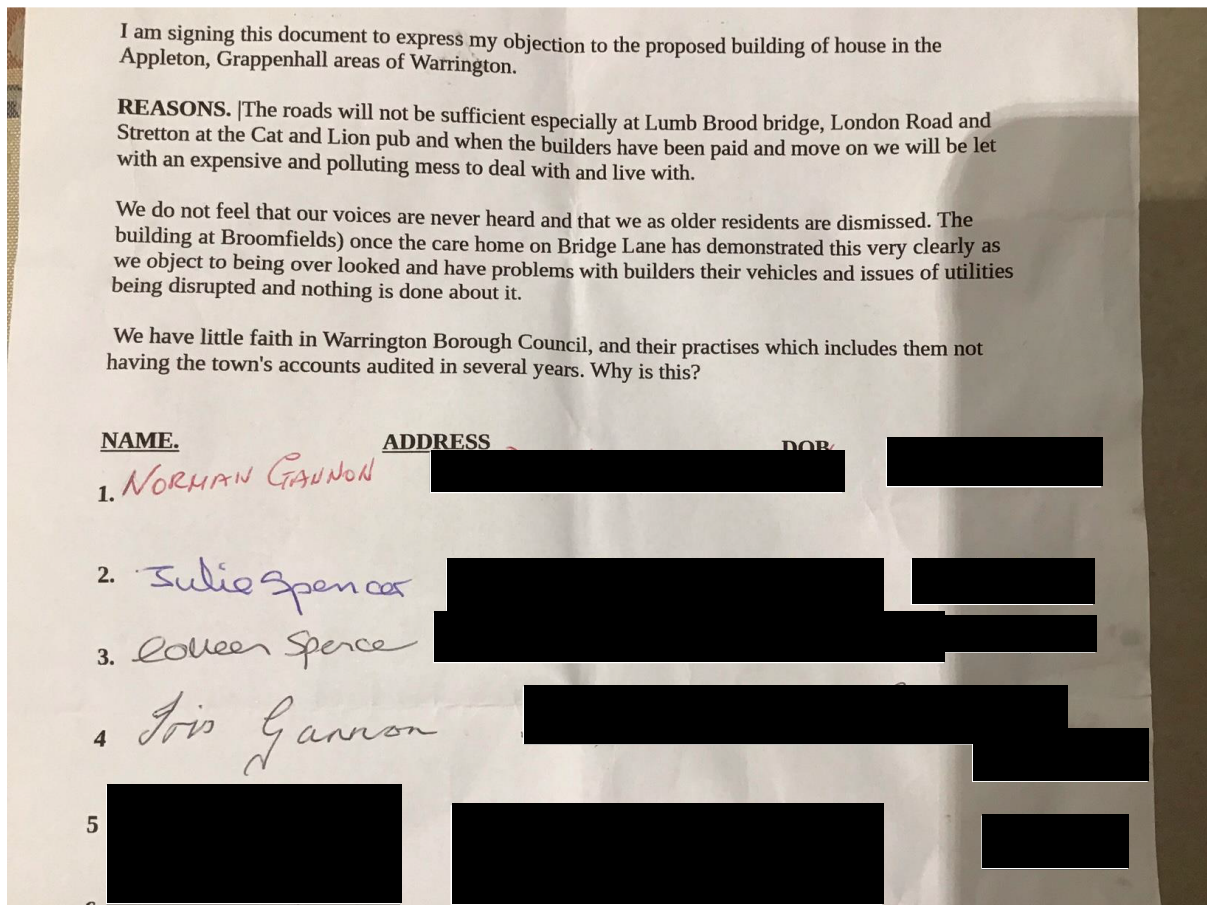 I am signing this document to express my objection to the proposed building of house in the
Appleton, Grappenhall areas of Warrington.
REASONS. |The roads will not be sufficient especially at Lumb Brood bridge, London Road and
Stretton at the Cat and Lion pub and when the builders have been paid and move on we will be let
with an expensive and polluting mess to deal with and live with.
We do not feel that our voices are never heard and that we as older residents are dismissed. The
building at Broomfields) once the care home on Bridge Lane has demonstrated this very clearly as
we object to being over looked and have problems with builders their vehicles and issues of utilities
being disrupted and nothing is done about it.
We have little faith in Warrington Borough Council, and their practises which includes them not
having the town's accounts audited in several years. Why is this?
NAME. ADDRESS DOB
1. NORMAN GANNON
2. Julie Spencer
3. Colleen Spence
4 Iris Gannon
5